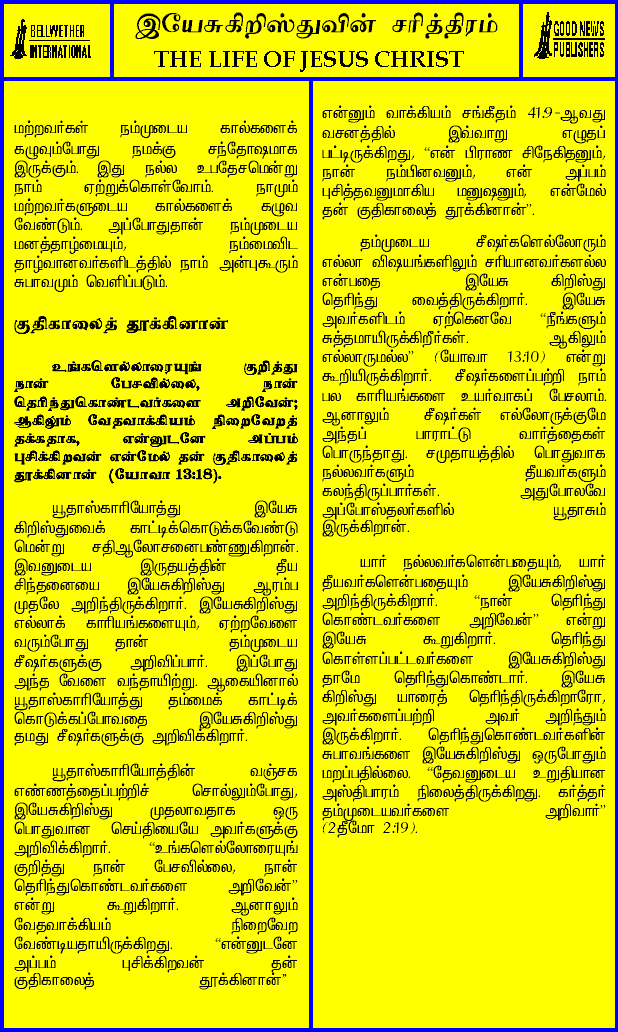 BELLWETHER
INTERNATIONAL
இயேசுகிறிஸ்துவின் சரித்திரம்
THE LIFE OF JESUS CHRIST
GOOD NEWS
PUBLISHERS
மற்றவர்கள் நம்முடைய கால்களைக்
கழுவும்போது நமக்கு சந்தோஷமாக
இருக்கும். இது நல்ல உபதேசமென்று
நாம் ஏற்றுக்கொள்வோம். நாமும்
மற்றவர்களுடைய கால்களைக் கழுவ
வேண்டும். அப்போதுதான் நம்முடைய
மனத்தாழ்மையும், நம்மைவிட
தாழ்வானவர்களிடத்தில் நாம் அன்புகூரும்
சுபாவமும் வெளிப்படும்.
குதிகாலைத் தூக்கினான்
உங்களெல்லாரையுங் குறித்து
நான் பேசவில்லை, நான்
தெரிந்துகொண்டவர்களை அறிவேன்;
ஆகிலும் வேதவாக்கியம் நிறைவேறத்
தக்கதாக, என்னுடனே அப்பம்
புசிக்கிறவன் என்மேல் தன் குதிகாலைத்
தூக்கினான் (யோவா 13:18).
யூதாஸ்காரியோத்து இயேசு
கிறிஸ்துவைக் காட்டிக்கொடுக்கவேண்டு
மென்று சதிஆலோசனைபண்ணுகிறான்.
இவனுடைய இருதயத்தின் தீய
சிந்தனையை இயேசுகிறிஸ்து ஆரம்ப
முதலே அறிந்திருக்கிறார். இயேசுகிறிஸ்து
எல்லாக் காரியங்களையும், ஏற்றவேளை
வரும்போது தான் தம்முடைய
சீஷர்களுக்கு அறிவிப்பார். இப்போது
அந்த வேளை வந்தாயிற்று. ஆகையினால்
யூதாஸ்காரியோத்து தம்மைக் காட்டிக்
கொடுக்கப்போவதை இயேசுகிறிஸ்து
தமது சீஷர்களுக்கு அறிவிக்கிறார்.
யூதாஸ்காரியோத்தின் வஞ்சக
எண்ணத்தைப்பற்றிச் சொல்லும்போது,
இயேசுகிறிஸ்து முதலாவதாக ஒரு
பொதுவான செய்தியையே அவர்களுக்கு
அறிவிக்கிறார். “உங்களெல்லோரையுங்
குறித்து நான் பேசவில்லை, நான்
தெரிந்துகொண்டவர்களை அறிவேன்”
என்று கூறுகிறார். ஆனாலும்
வேதவாக்கியம் நிறைவேற
வேண்டியதாயிருக்கிறது. “என்னுடனே
அப்பம் புசிக்கிறவன் தன்
குதிகாலைத் தூக்கினான்”
என்னும் வாக்கியம் சங்கீதம் 41:9-ஆவது
வசனத்தில் இவ்வாறு எழுதப்
பட்டிருக்கிறது, “என் பிராண சிநேகிதனும்,
நான் நம்பினவனும், என் அப்பம்
புசித்தவனுமாகிய மனுஷனும், என்மேல்
தன் குதிகாலைத் தூக்கினான்”.
தம்முடைய சீஷர்களெல்லோரும்
எல்லா விஷயங்களிலும் சரியானவர்களல்ல
என்பதை இயேசு கிறிஸ்து
தெரிந்து வைத்திருக்கிறார். இயேசு
அவர்களிடம் ஏற்கெனவே “நீங்களும்
சுத்தமாயிருக்கிறீர்கள். ஆகிலும்
எல்லாருமல்ல” (யோவா 13:10) என்று
கூறியிருக்கிறார். சீஷர்களைப்பற்றி நாம்
பல காரியங்களை உயர்வாகப் பேசலாம்.
ஆனாலும் சீஷர்கள் எல்லோருக்குமே
அந்தப் பாராட்டு வார்த்தைகள்
பொருந்தாது. சமுதாயத்தில் பொதுவாக
நல்லவர்களும் தீயவர்களும்
கலந்திருப்பார்கள். அதுபோலவே
அப்போஸ்தலர்களில் யூதாசும்
இருக்கிறான்.
யார் நல்லவர்களென்பதையும், யார்
தீயவர்களென்பதையும் இயேசுகிறிஸ்து
அறிந்திருக்கிறார். “நான் தெரிந்து
கொண்டவர்களை அறிவேன்” என்று
இயேசு கூறுகிறார். தெரிந்து
கொள்ளப்பட்டவர்களை இயேசுகிறிஸ்து
தாமே தெரிந்துகொண்டார். இயேசு
கிறிஸ்து யாரைத் தெரிந்திருக்கிறாரோ,
அவர்களைப்பற்றி அவர் அறிந்தும்
இருக்கிறார். தெரிந்துகொண்டவர்களின்
சுபாவங்களை இயேசுகிறிஸ்து ஒருபோதும்
மறப்பதில்லை. “தேவனுடைய உறுதியான
அஸ்திபாரம் நிலைத்திருக்கிறது. கர்த்தர்
தம்முடையவர்களை அறிவார்”
(2தீமோ 2:19).